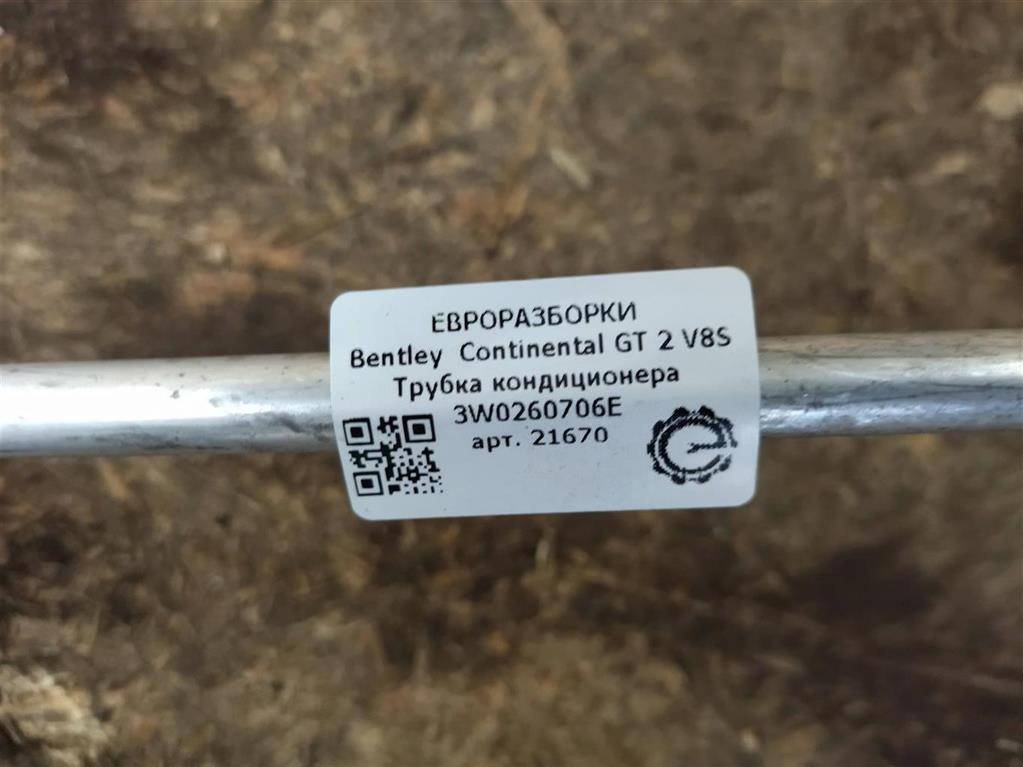 ЕВРОРАЗБОРКИ
Bentley Continental GT 2 V8S
Трубка кондиционера
3W0260706E
арт. 21670